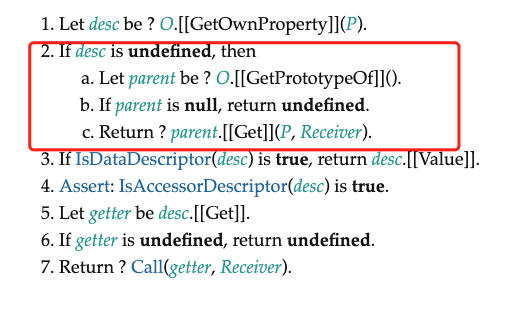 1. Let desc be ? O.[[GetOwnProperty]](P).
2. If desc is undefined, then
a. Let parent be ? O.[[GetPrototypeOf]]().
b. If parent is null, return undefined.
c. Return ? parent.[[Get]](P, Receiver).
3. If IsDataDescriptor(desc) is true, return desc.[[Value]].
4. Assert: IsAccessorDescriptor(desc) is true.
5. Let getter be desc.[[Get]].
6. If getter is undefined, return undefined.
7. Return ? Call(getter, Receiver).